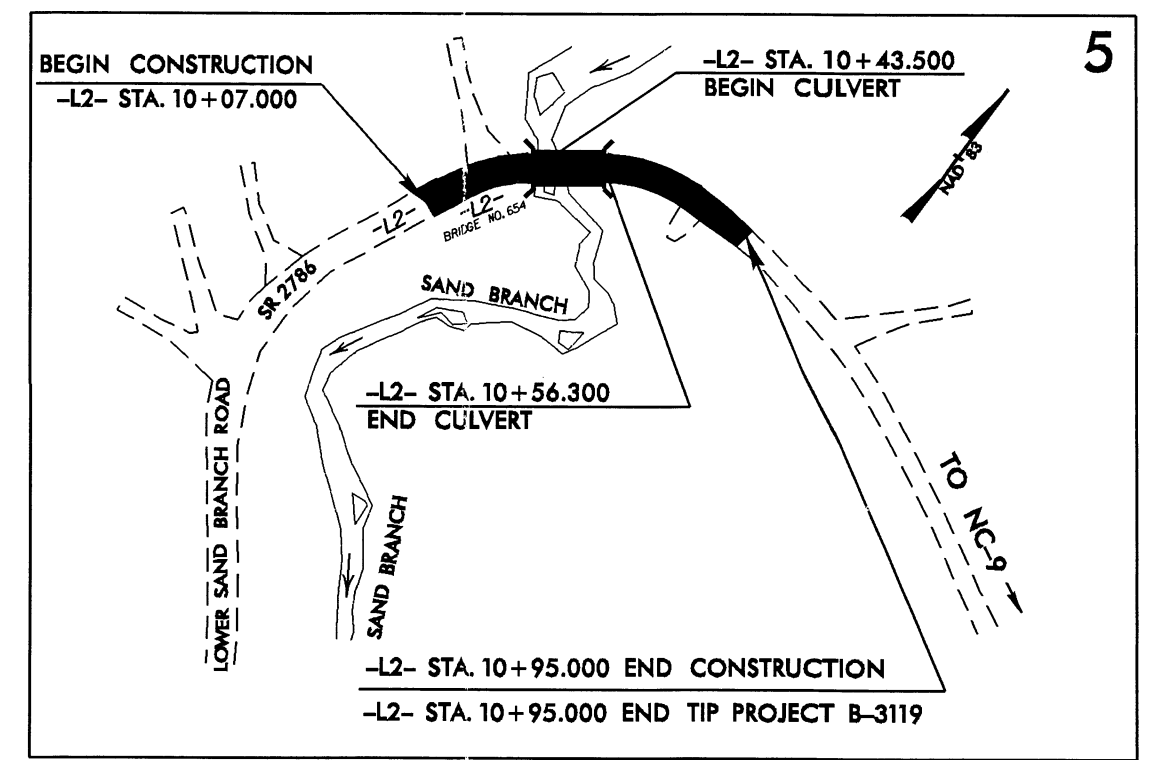 5
BEGIN CONSTRUCTION
-L2- STA. 10+07.000
-L2- STA. 10+43.500
BEGIN CULVERT
NAD '83
-L2-
-L2-
BRIDGE NO. 654
SR 2786
SAND BRANCH
-L2- STA. 10+56.300
END CULVERT
LOWER SAND BRANCH ROAD
SAND BRANCH
TO NC-9
-L2- STA. 10+95.000 END CONSTRUCTION
-L2- STA. 10+95.000 END TIP PROJECT B-3119